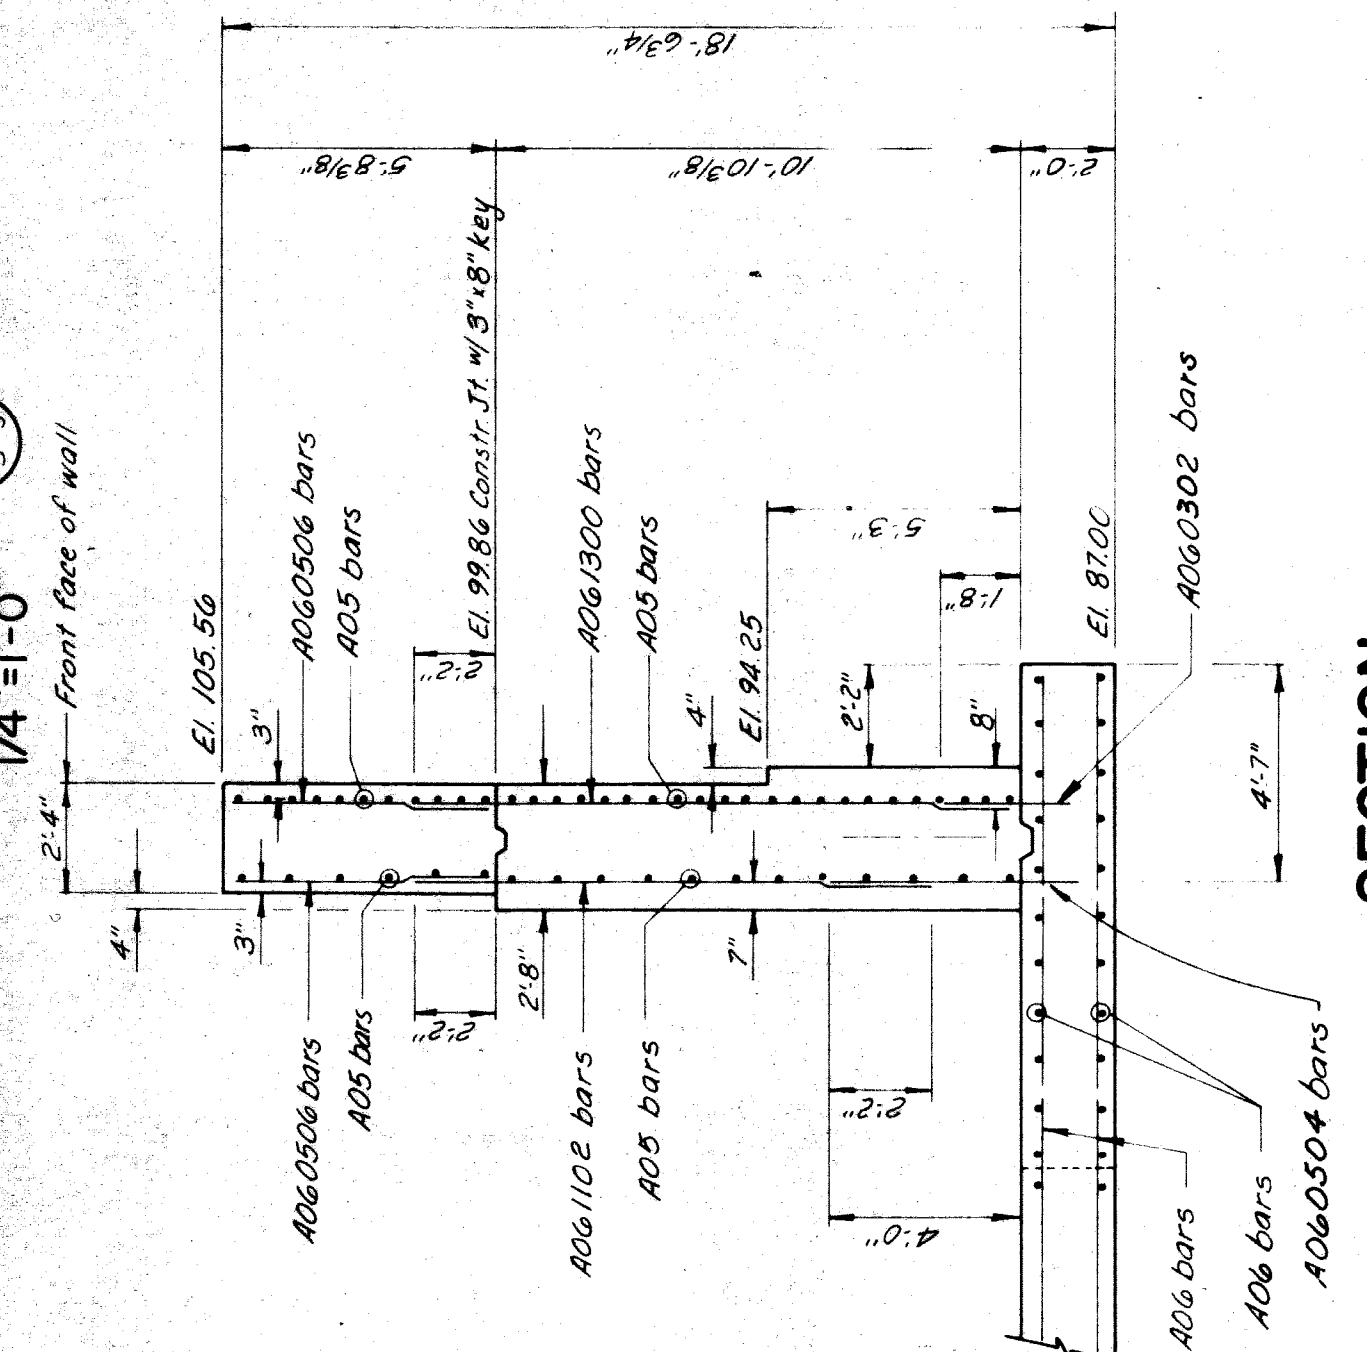 1/4"=1'-0"
Front face of wall
18'-6 3/4"
5'-8 3/8"
10'-10 3/8"
2'-0"
2'-4"
4"
El. 105.56
3"
3"
A060506 bars
A05 bars
2'-2"
El. 99.86 Constr. Jt. w/ 3"x8" key
A061300 bars
A05 bars
4"
El. 94.25
5'-3"
1'-8"
2'-2"
8"
El. 87.00
A060302 bars
4'-7"
A060506 bars
A05 bars
2'-2"
2'-8"
A061102 bars
A05 bars
7"
2'-2"
4'-0"
A06 bars
A06 bars
A060504 bars
SECTION